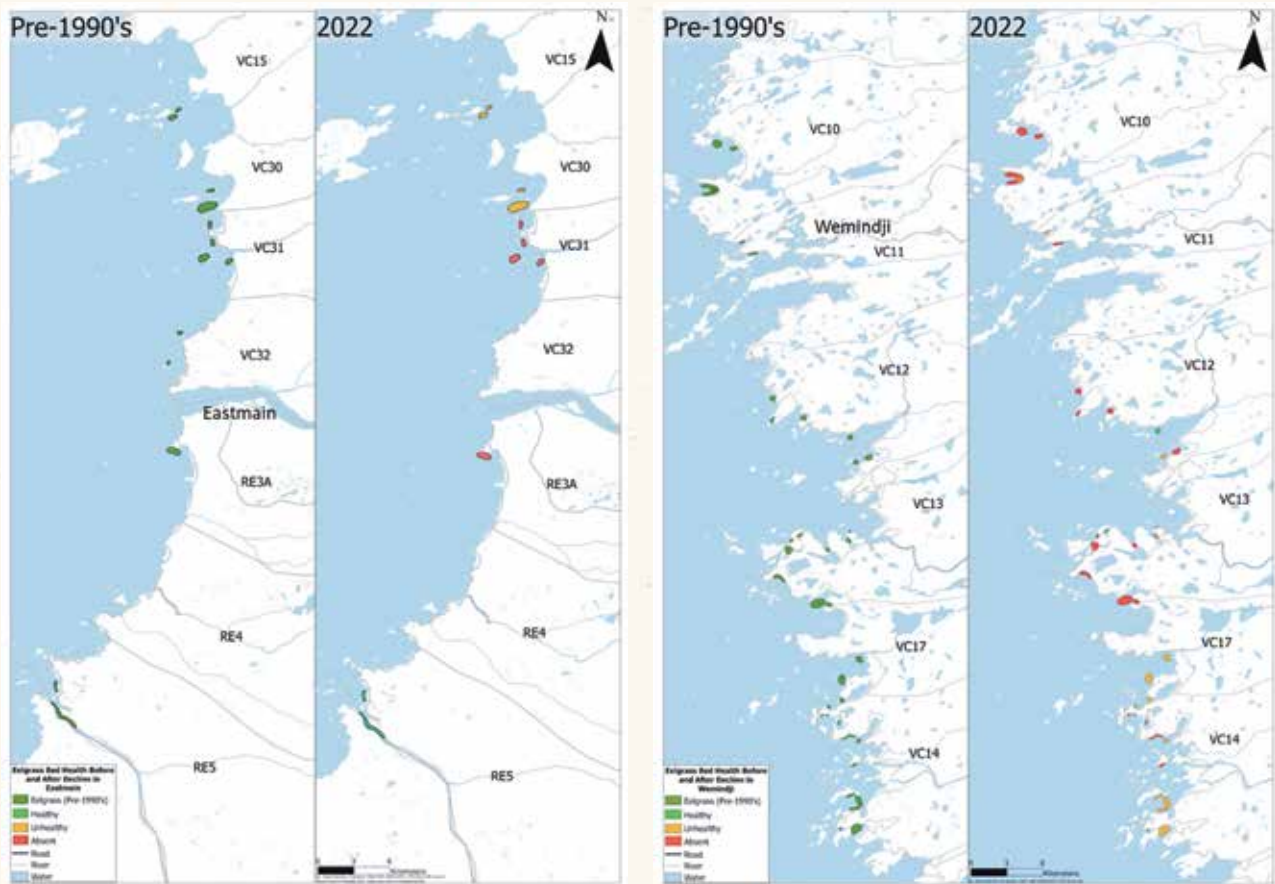 Pre-1990's
VC15
VC30
VC31
VC32
Eastmain
RE3A
RE4
RE5
Eelgrass Bed Health Before
and After Decline in
Eastmain
Eelgrass (Pre-1990's)
Healthy
Unhealthy
Absent
Road
River
Water
2022
N
VC15
VC30
VC31
VC32
RE3A
RE4
RE5
Kilometers
Pre-1990's
VC10
Wemindji
VC11
VC12
VC13
VC17
VC14
Eelgrass Bed Health Before
and After Decline in
Wemindji
Eelgrass (Pre-1990's)
Healthy
Unhealthy
Absent
Road
River
Water
2022
N
VC10
VC11
VC12
VC13
VC17
VC14
Kilometers